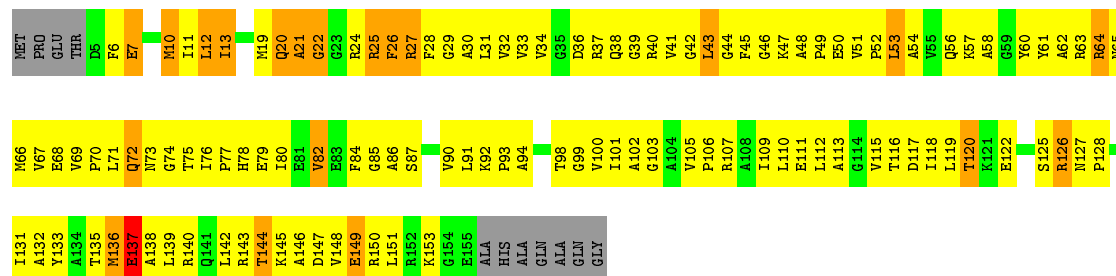 MET PRO GLU THR D5 F6 E7 M10 I11 L12 I13 M19 Q20 A21 G22 G23 R24 R25 F26 R27 F28 G29 A30 L31 V32 V33 V34 G35 D36 R37 Q38 G39 R40 V41 G42 L43 G44 F45 G46 K47 A48 P49 E50 V51 P52 L53 A54 V55 Q56 K57 A58 G59 Y60 Y61 A62 R63 R64
M66 V67 E68 V69 P70 L71 Q72 N73 G74 T75 I76 P77 H78 E79 I80 E81 V82 E83 F84 G85 A86 S87 V90 L91 K92 P93 A94 T98 G99 V100 I101 A102 G103 A104 V105 P106 R107 A108 I109 L110 E111 L112 A113 G114 V115 T116 D117 I118 L119 T120 K121 E122 S125 R126 N127 P128
I131 A132 Y133 A134 T135 M136 E137 A138 L139 R140 Q141 L142 R143 T144 K145 A146 D147 V148 E149 R150 L151 R152 K153 G154 E155 ALA HIS ALA GLN ALA GLN GLY